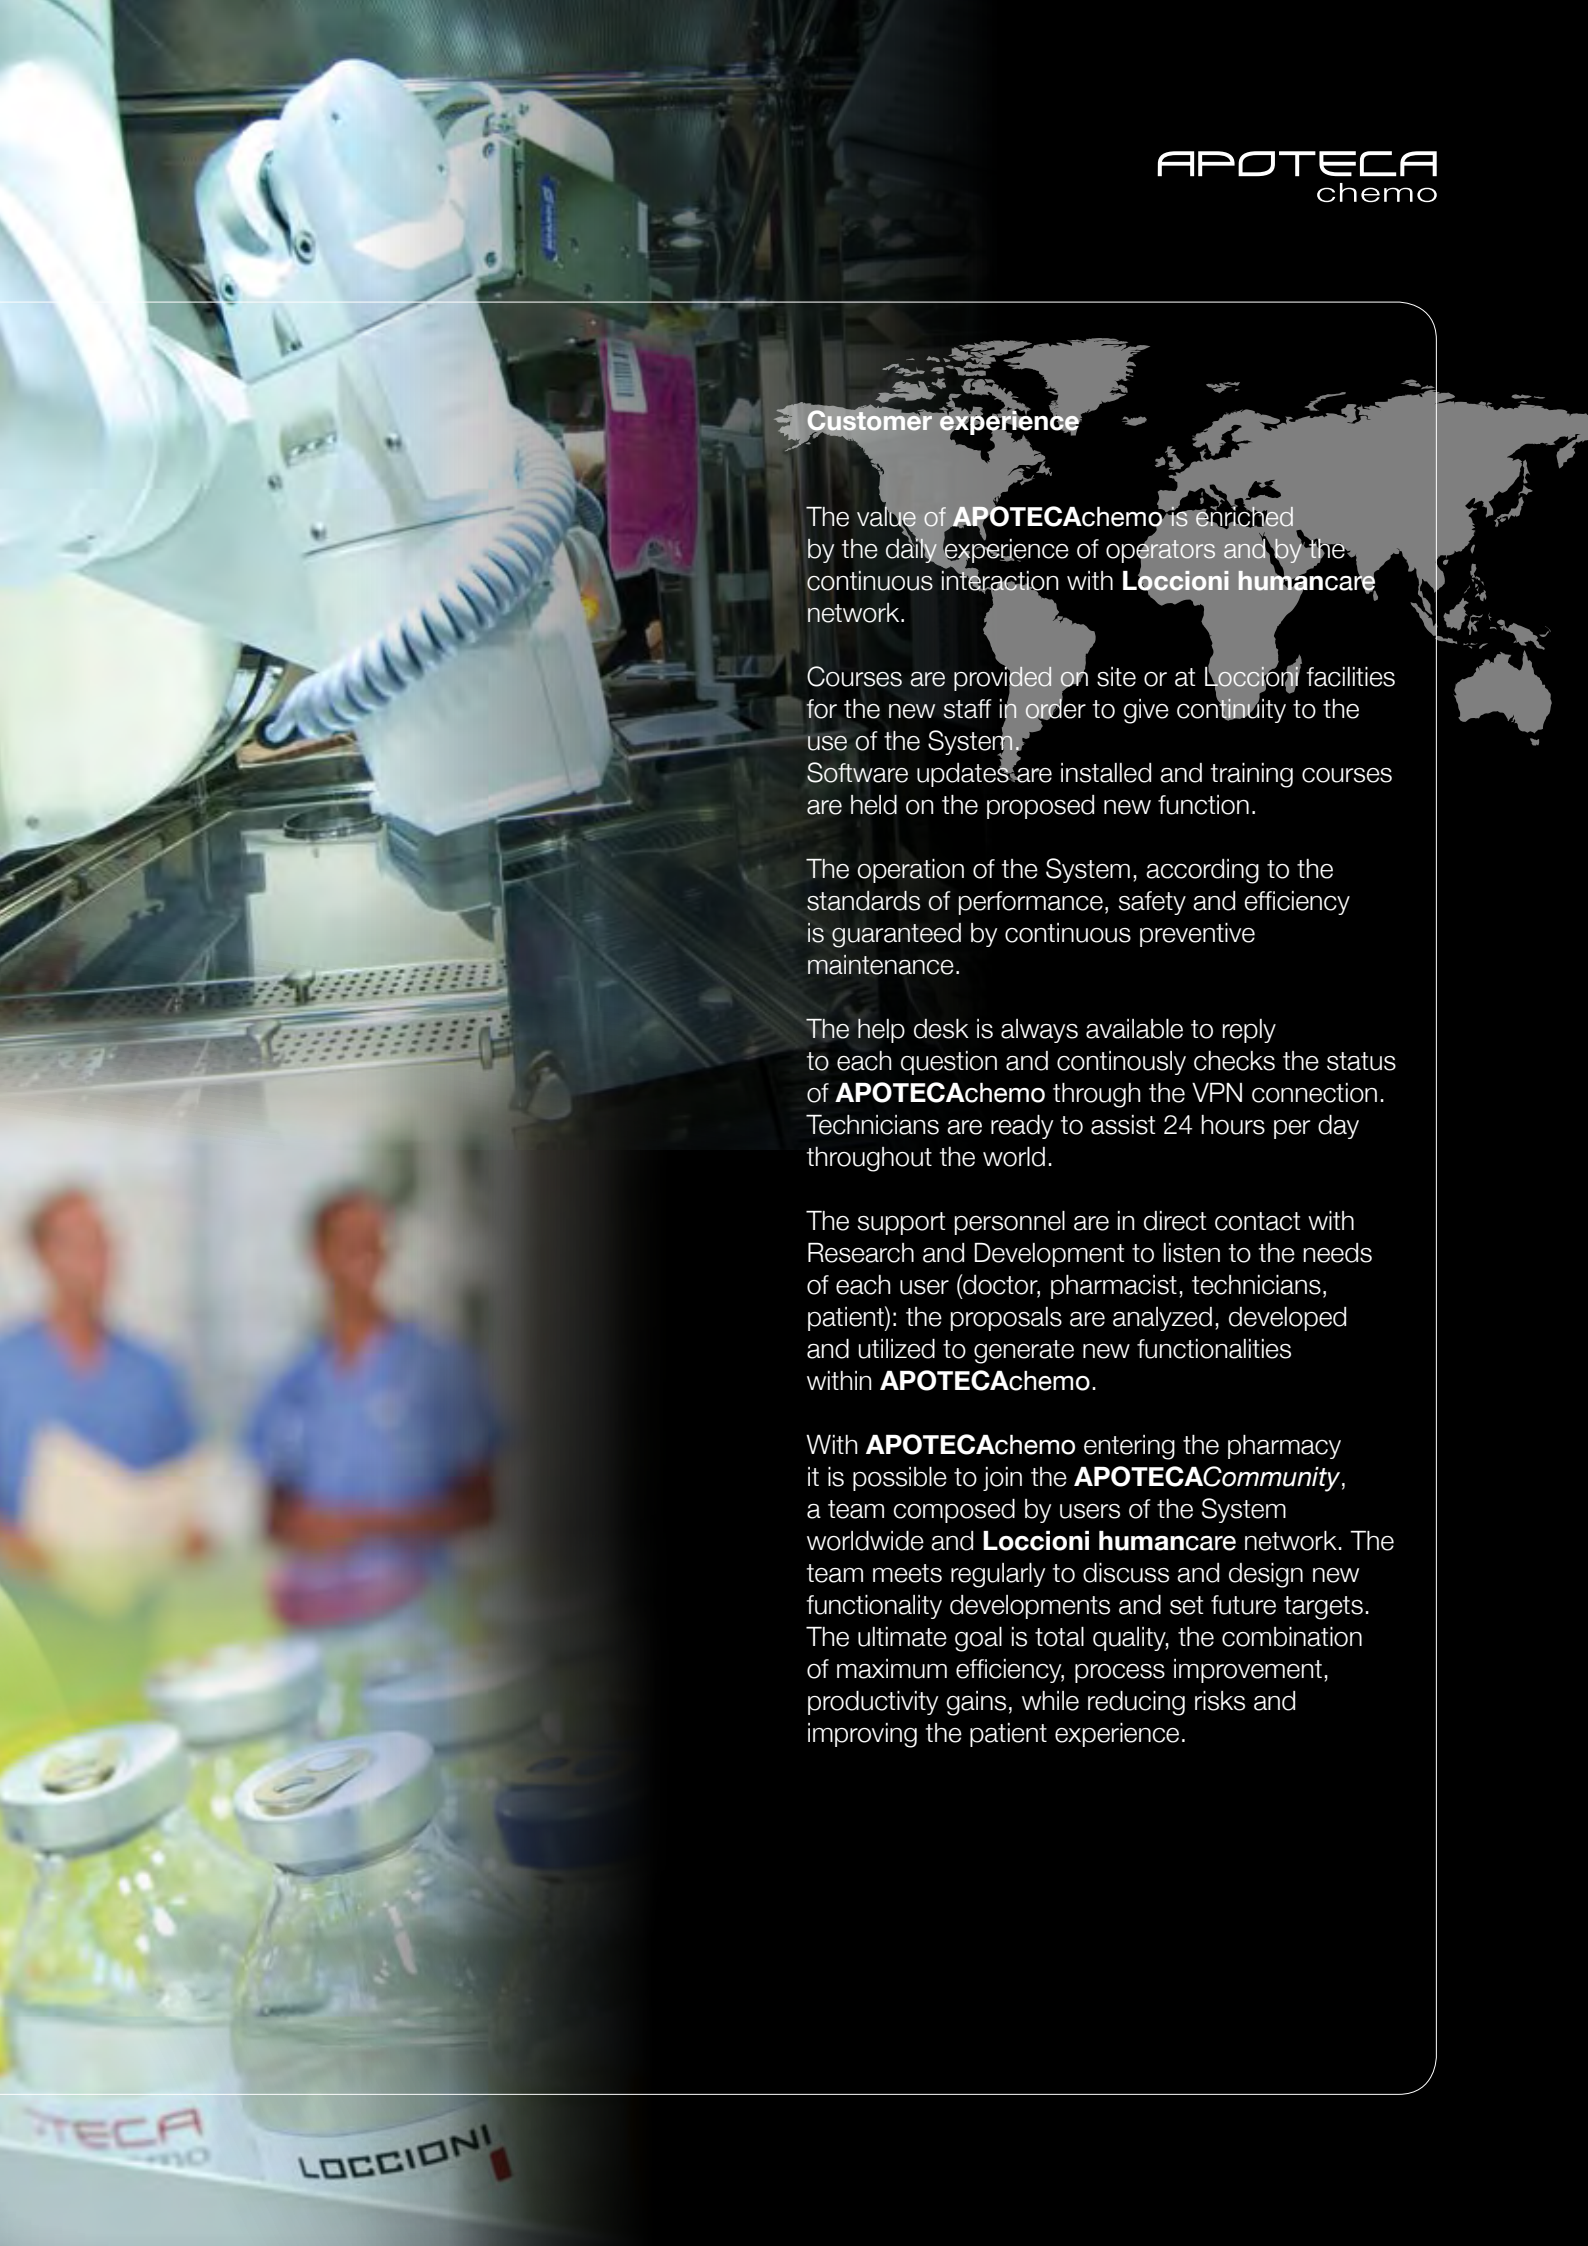 APOTECA
chemo
Customer experience
The value of APOTECAchemo is enriched
by the daily experience of operators and by the
continuous interaction with Loccioni humancare
network.
Courses are provided on site or at Loccioni facilities
for the new staff in order to give continuity to the
use of the System.
Software updates are installed and training courses
are held on the proposed new function.
The operation of the System, according to the
standards of performance, safety and efficiency
is guaranteed by continuous preventive
maintenance.
The help desk is always available to reply
to each question and continously checks the status
of APOTECAchemo through the VPN connection.
Technicians are ready to assist 24 hours per day
throughout the world.
The support personnel are in direct contact with
Research and Development to listen to the needs
of each user (doctor, pharmacist, technicians,
patient): the proposals are analyzed, developed
and utilized to generate new functionalities
within APOTECAchemo.
With APOTECAchemo entering the pharmacy
it is possible to join the APOTECACommunity,
a team composed by users of the System
worldwide and Loccioni humancare network. The
team meets regularly to discuss and design new
functionality developments and set future targets.
The ultimate goal is total quality, the combination
of maximum efficiency, process improvement,
productivity gains, while reducing risks and
improving the patient experience.
TECA
mo
LOCCIONI